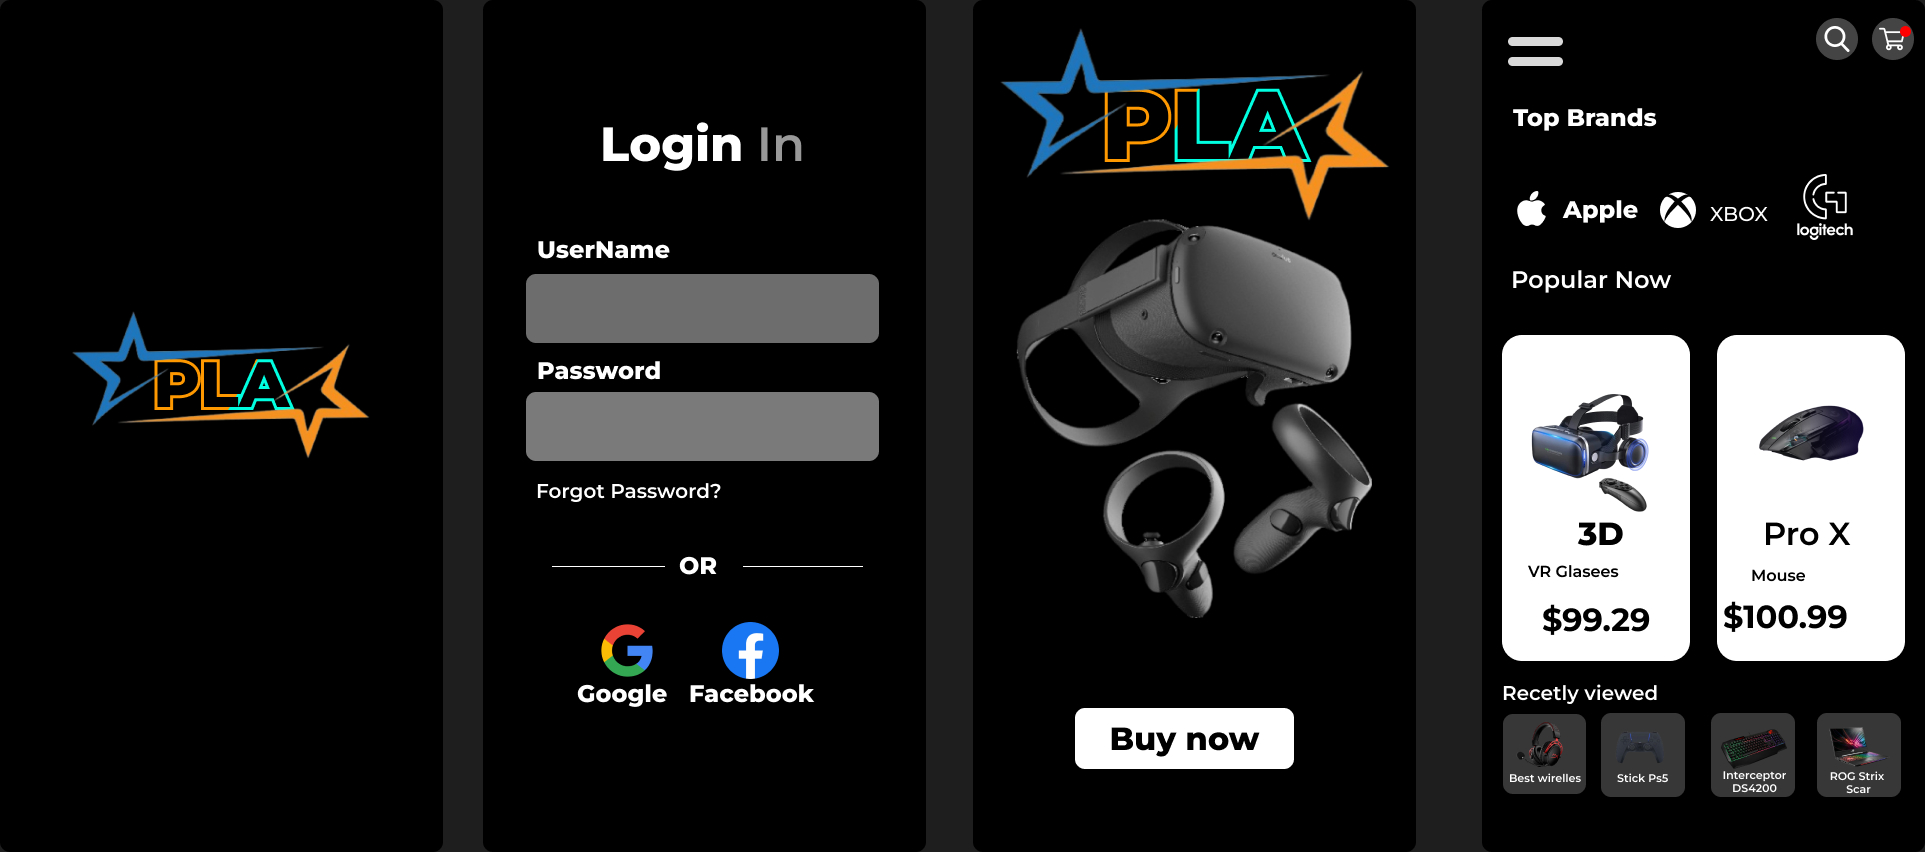 PLA
Login In
UserName
Password
Forgot Password?
OR
Google
Facebook
PLA
Buy now
Top Brands
Apple
XBOX
logitech
Popular Now
3D
VR Glasees
$99.29
Pro X
Mouse
$100.99
Recetly viewed
Best wirelles
Stick Ps5
Interceptor
DS4200
ROG Strix
Scar